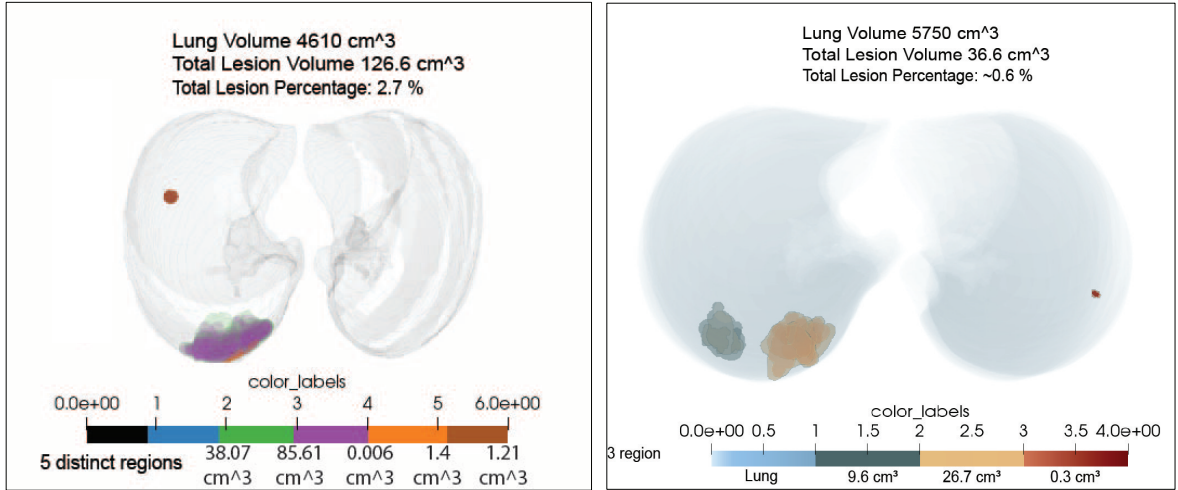 Lung Volume 4610 cm^3
Total Lesion Volume 126.6 cm^3
Total Lesion Percentage: 2.7 %
color_labels
0.0e+00 1 2 3 4 5 6.0e+00
5 distinct regions
38.07 85.61 0.006 1.4 1.21
cm^3 cm^3 cm^3 cm^3 cm^3
Lung Volume 5750 cm^3
Total Lesion Volume 36.6 cm^3
Total Lesion Percentage: ~0.6 %
color_labels
0.0e+00 0.5 1 1.5 2 2.5 3 3.5 4.0e+00
3 region
Lung 9.6 cm³ 26.7 cm³ 0.3 cm³